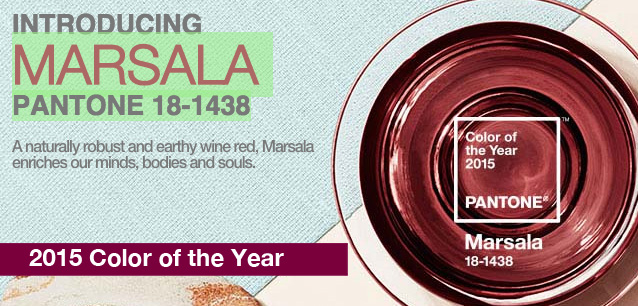 INTRODUCING
MARSALA
PANTONE 18-1438
A naturally robust and earthy wine red, Marsala
enriches our minds, bodies and souls.
2015 Color of the Year
Color of
the Year
2015
PANTONE®
™
Marsala
18-1438